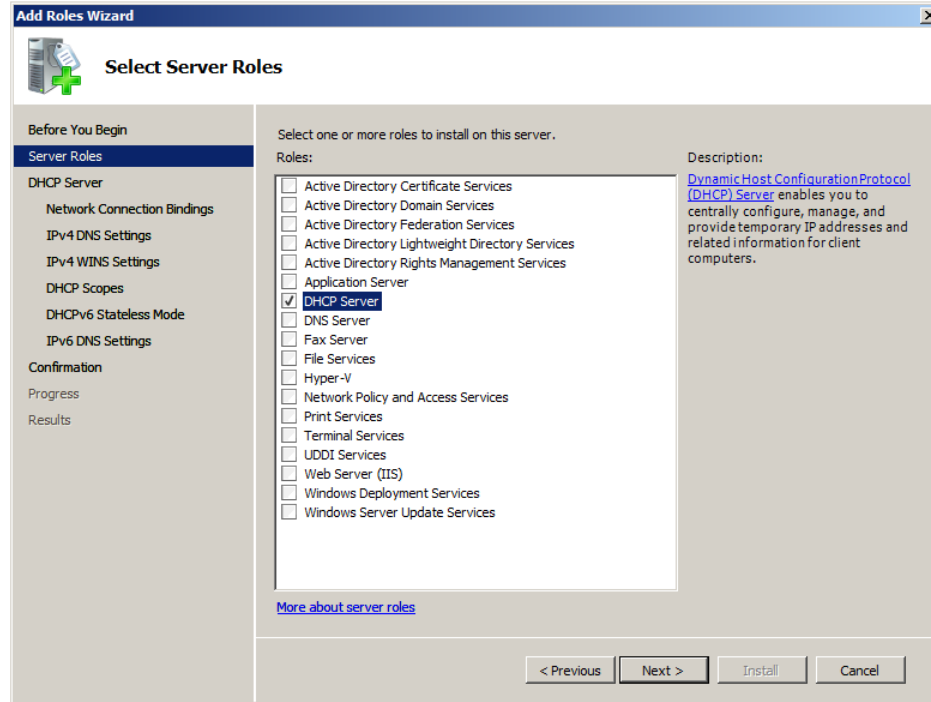 Add Roles Wizard
Select Server Roles
Before You Begin
Server Roles
DHCP Server
Network Connection Bindings
IPv4 DNS Settings
IPv4 WINS Settings
DHCP Scopes
DHCPv6 Stateless Mode
IPv6 DNS Settings
Confirmation
Progress
Results
Select one or more roles to install on this server.
Roles:
Active Directory Certificate Services
Active Directory Domain Services
Active Directory Federation Services
Active Directory Lightweight Directory Services
Active Directory Rights Management Services
Application Server
DHCP Server
DNS Server
Fax Server
File Services
Hyper-V
Network Policy and Access Services
Print Services
Terminal Services
UDDI Services
Web Server (IIS)
Windows Deployment Services
Windows Server Update Services
More about server roles
Description:
Dynamic Host Configuration Protocol
(DHCP) Server enables you to
centrally configure, manage, and
provide temporary IP addresses and
related information for client
computers.
< Previous
Next >
Install
Cancel